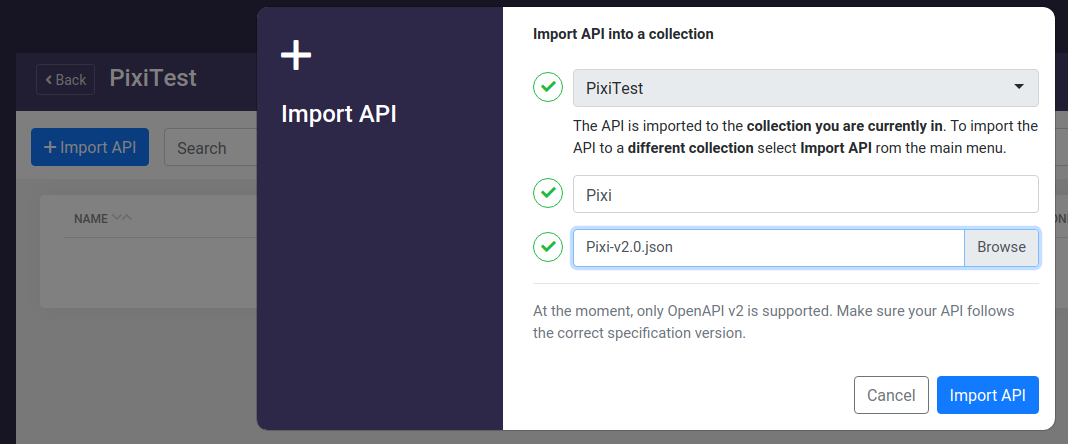 Import API into a collection
Back
PixiTest
Import API
PixiTest
The API is imported to the collection you are currently in. To import the
API to a different collection select Import API rom the main menu.
Import API
Search
Pixi
NAME
Pixi-v2.0.json
Browse
At the moment, only OpenAPI v2 is supported. Make sure your API follows
the correct specification version.
Cancel
Import API